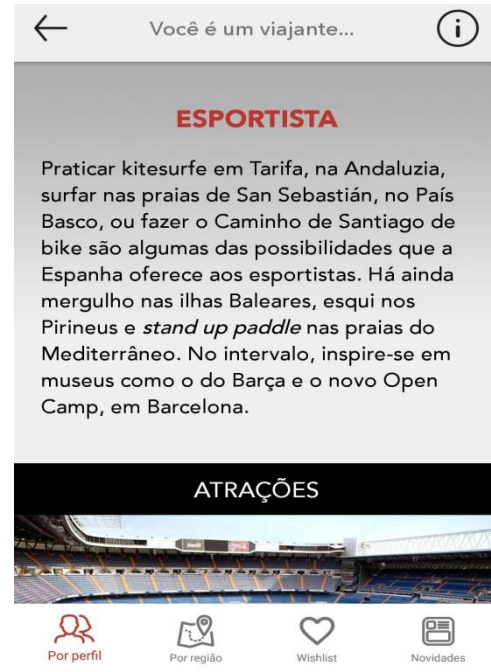 Você é um viajante...
ESPORTISTA
Praticar kitesurfe em Tarifa, na Andaluzia,
surfar nas praias de San Sebastián, no País
Basco, ou fazer o Caminho de Santiago de
bike são algumas das possibilidades que a
Espanha oferece aos esportistas. Há ainda
mergulho nas ilhas Baleares, esqui nos
Pirineus e stand up paddle nas praias do
Mediterrâneo. No intervalo, inspire-se em
museus como o do Barça e o novo Open
Camp, em Barcelona.
ATRAÇÕES
Por perfil
Por região
Wishlist
Novidades